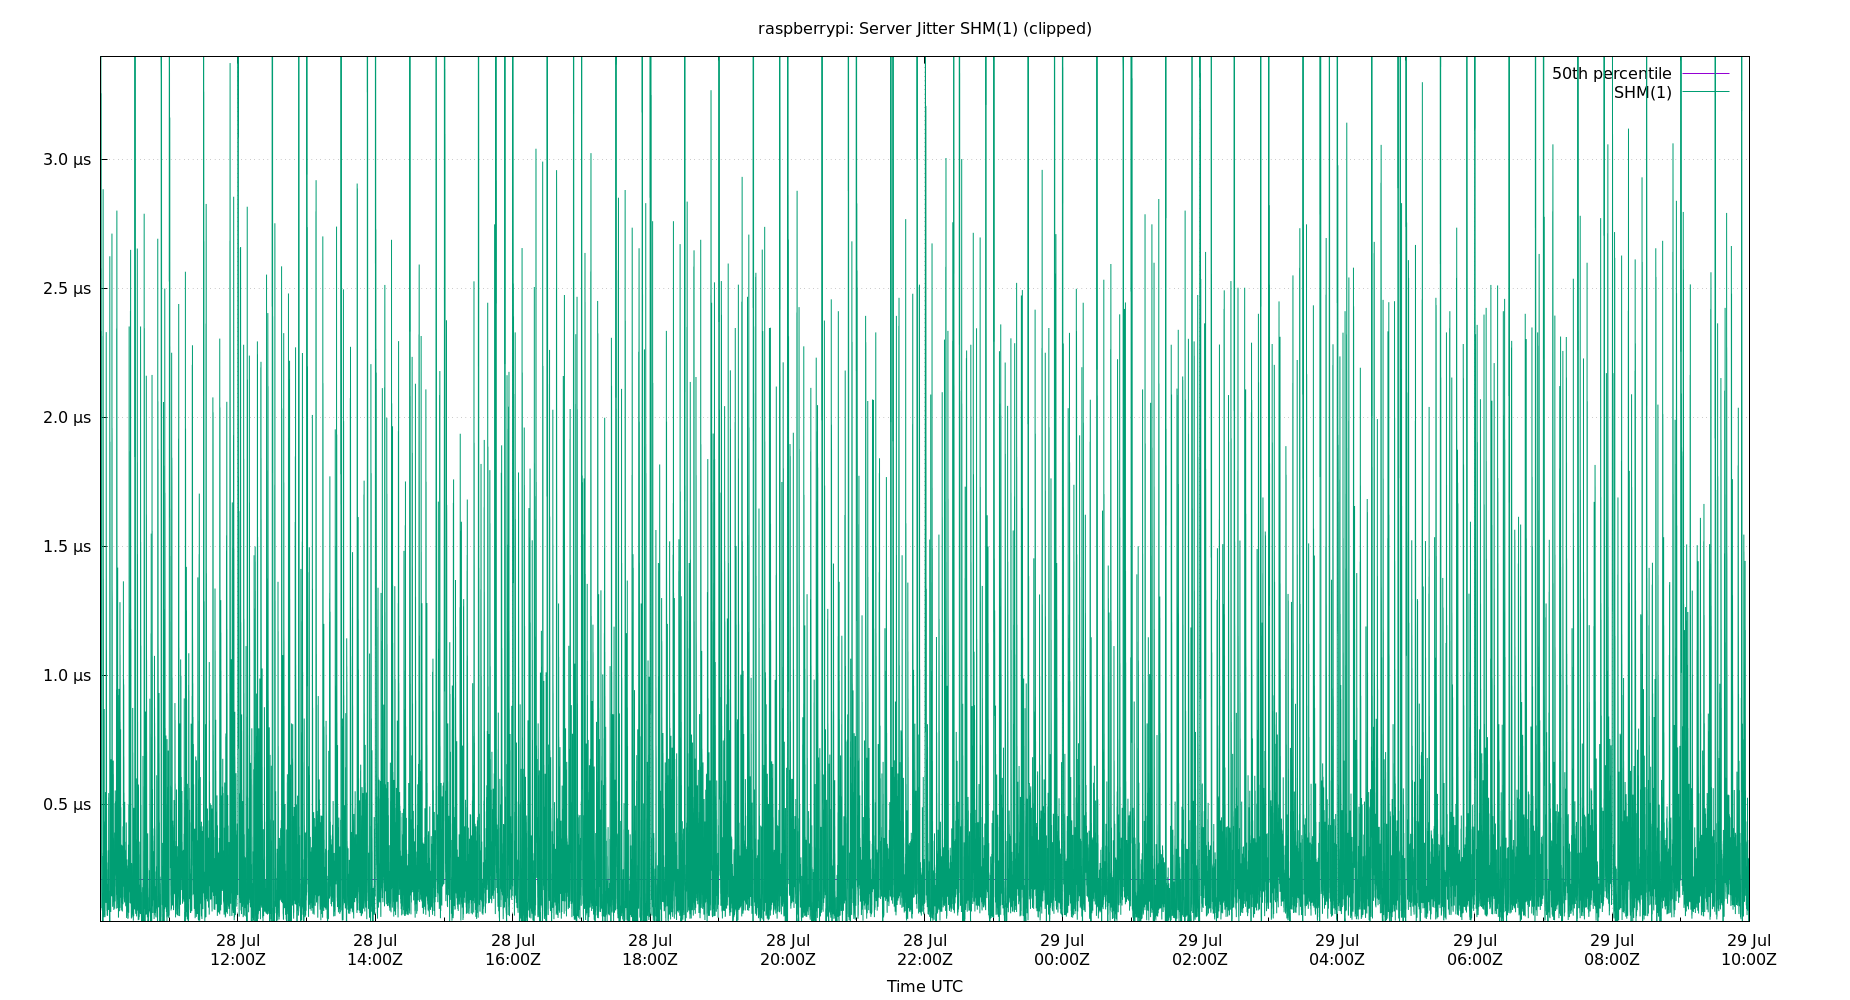 raspberrypi: Server Jitter SHM(1) (clipped)
50th percentile
SHM(1)
3.0 µs
2.5 µs
2.0 µs
1.5 µs
1.0 µs
0.5 µs
28 Jul 28 Jul 28 Jul 28 Jul 28 Jul 28 Jul 29 Jul 29 Jul 29 Jul 29 Jul 29 Jul 29 Jul
12:00Z 14:00Z 16:00Z 18:00Z 20:00Z 22:00Z 00:00Z 02:00Z 04:00Z 06:00Z 08:00Z 10:00Z
Time UTC